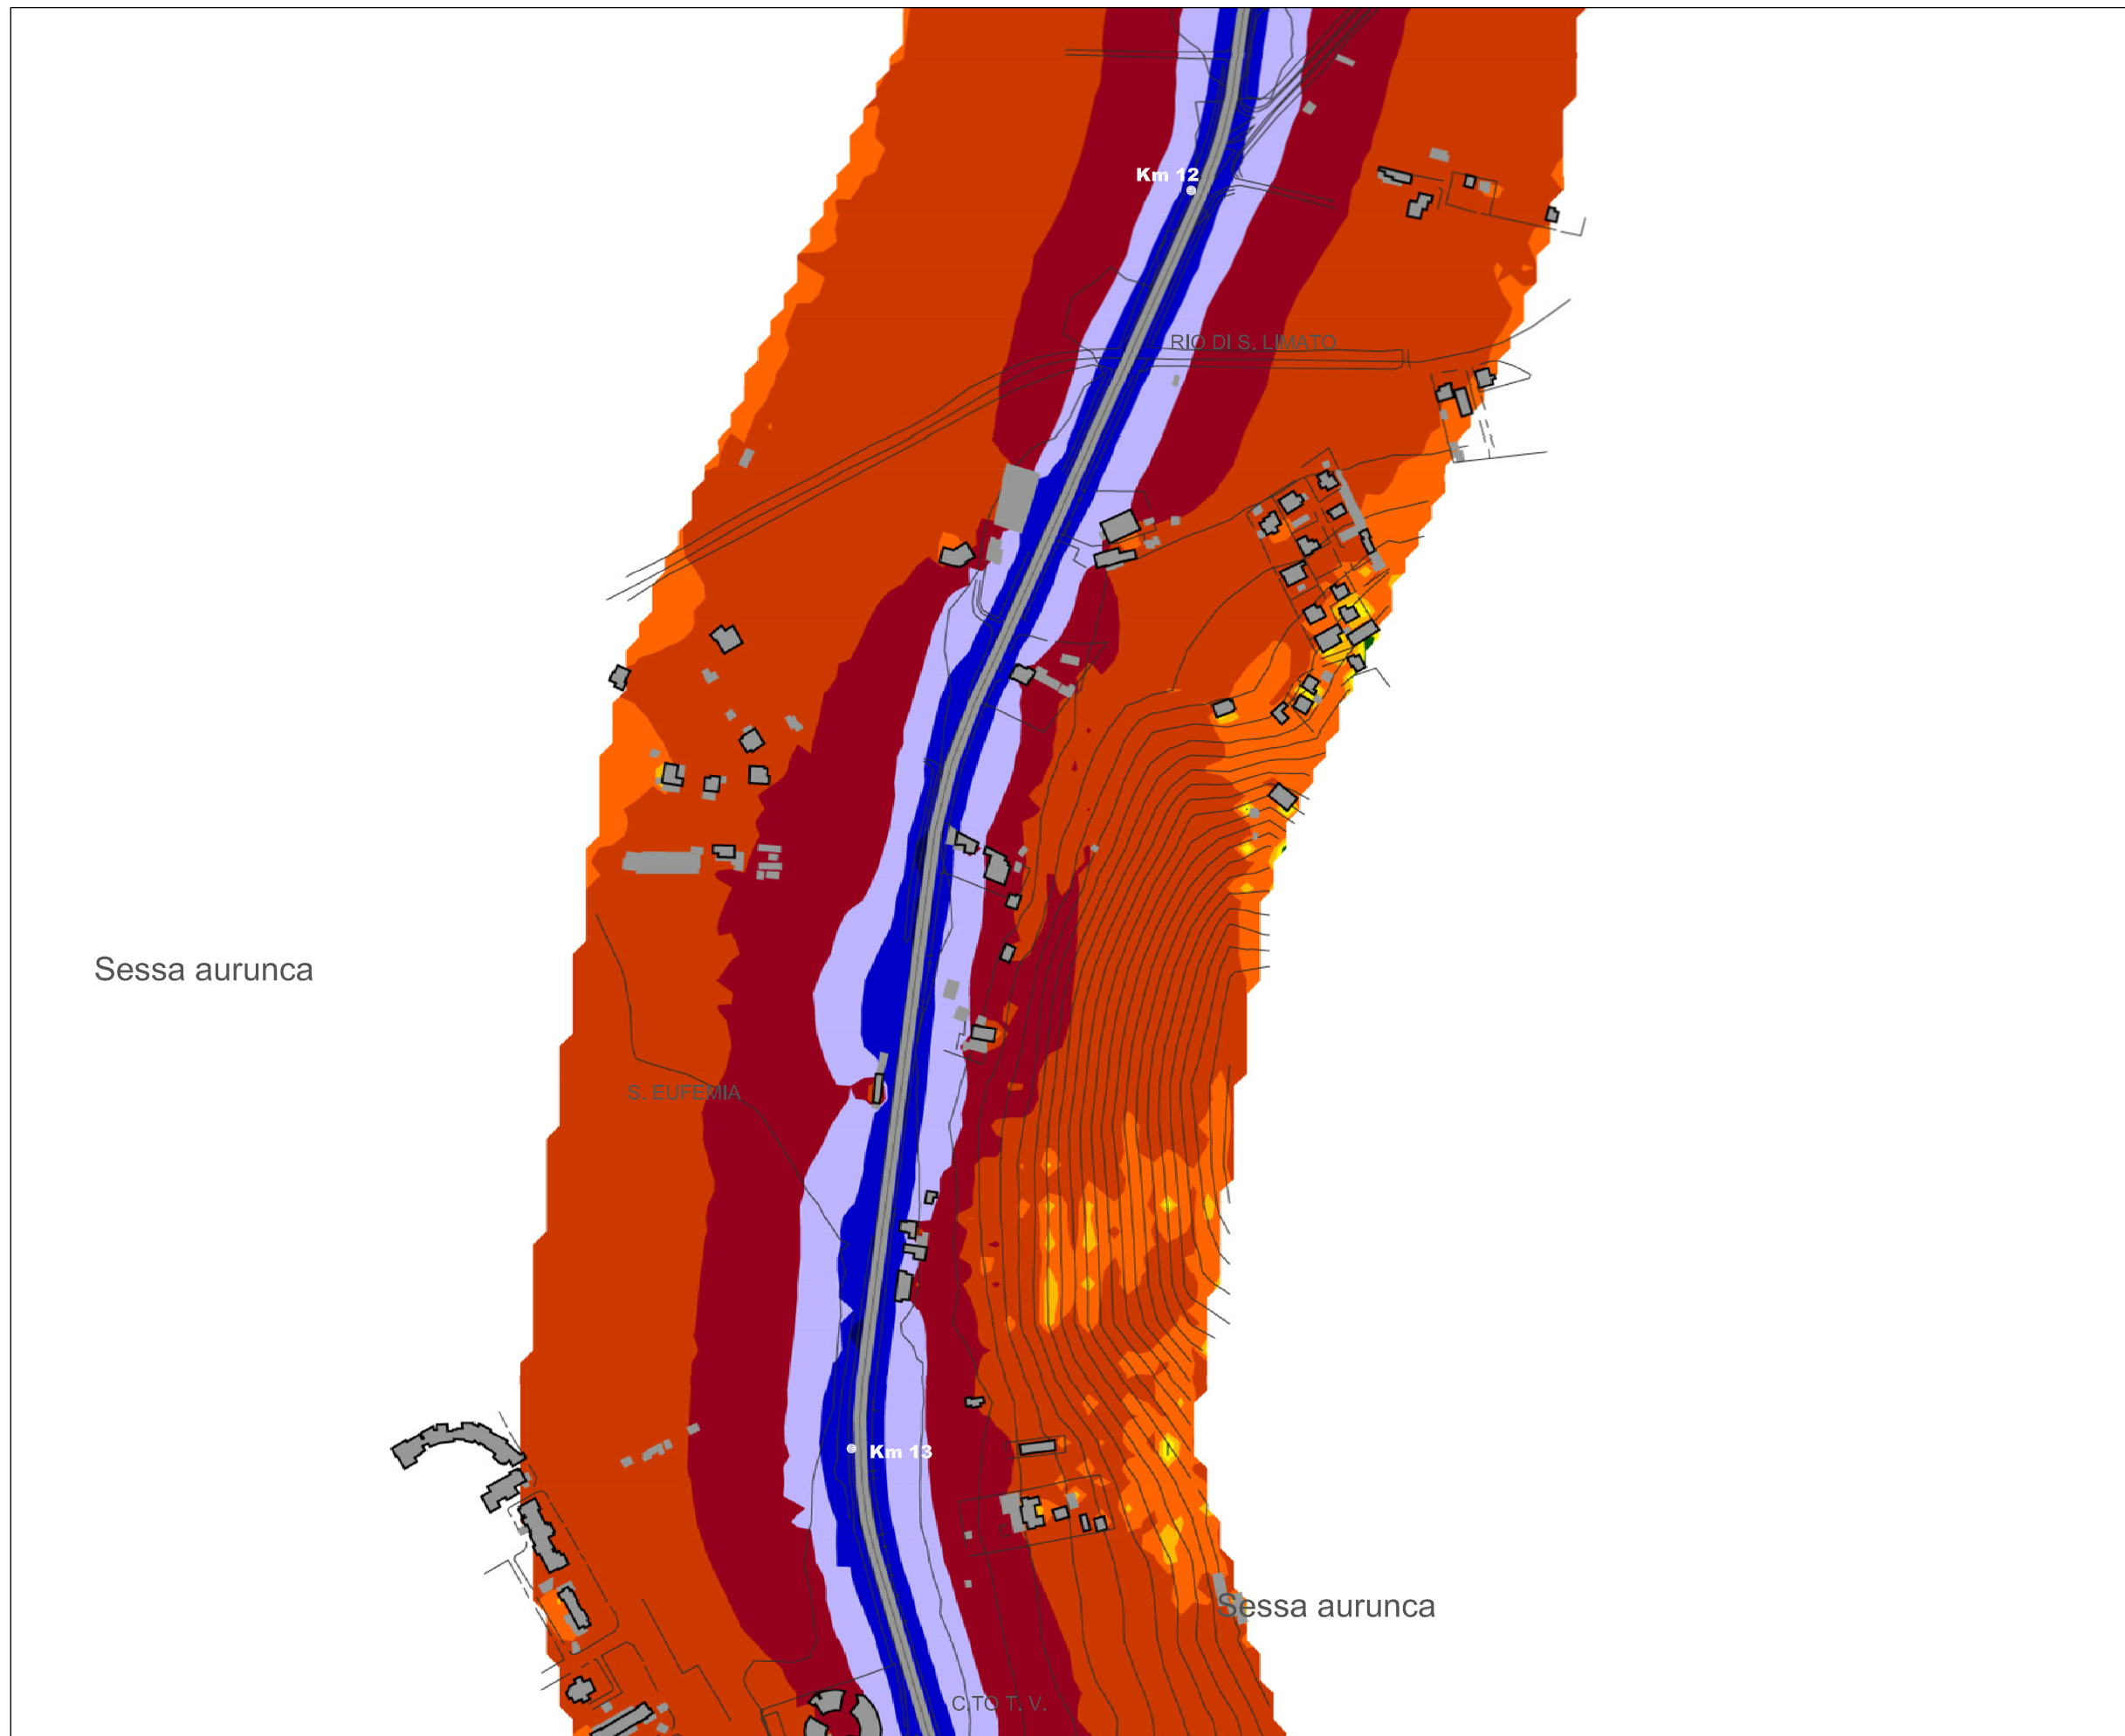 Km 12
RIO DI S. LIMATO
Sessa aurunca
S. EUFEMIA
Km 13
Sessa aurunca
C.TO T. V.